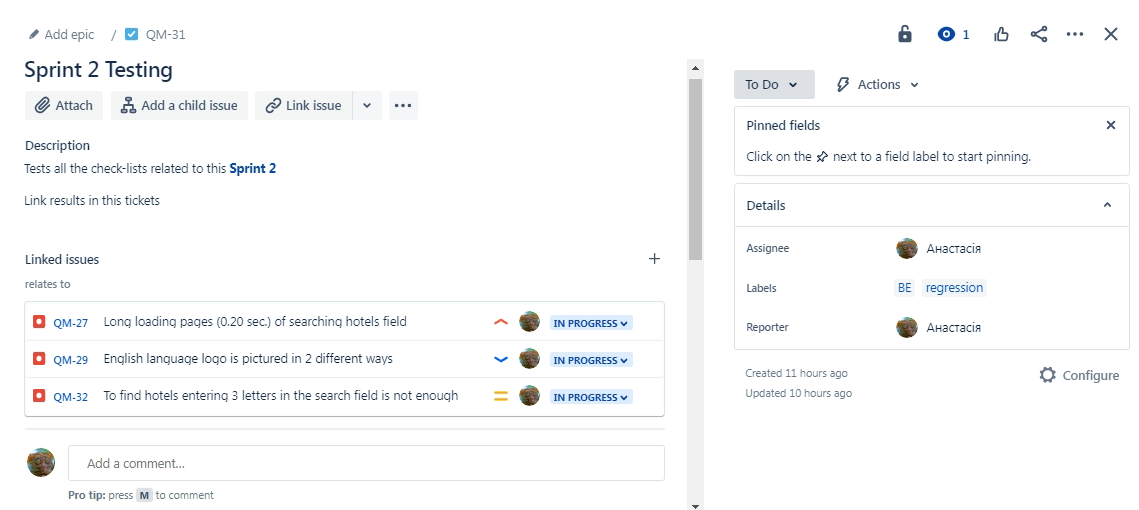 Add epic / QM-31
1
Sprint 2 Testing
Attach Add a child issue Link issue
Description
Tests all the check-lists related to this Sprint 2
Link results in this tickets
Linked issues
relates to
QM-27 Long loading pages (0.20 sec.) of searching hotels field IN PROGRESS
QM-29 English language logo is pictured in 2 different ways IN PROGRESS
QM-32 To find hotels entering 3 letters in the search field is not enough IN PROGRESS
Add a comment...
Pro tip: press M to comment
To Do Actions
Pinned fields
Click on the next to a field label to start pinning.
Details
Assignee Анастасія
Labels BE regression
Reporter Анастасія
Created 11 hours ago
Updated 10 hours ago
Configure